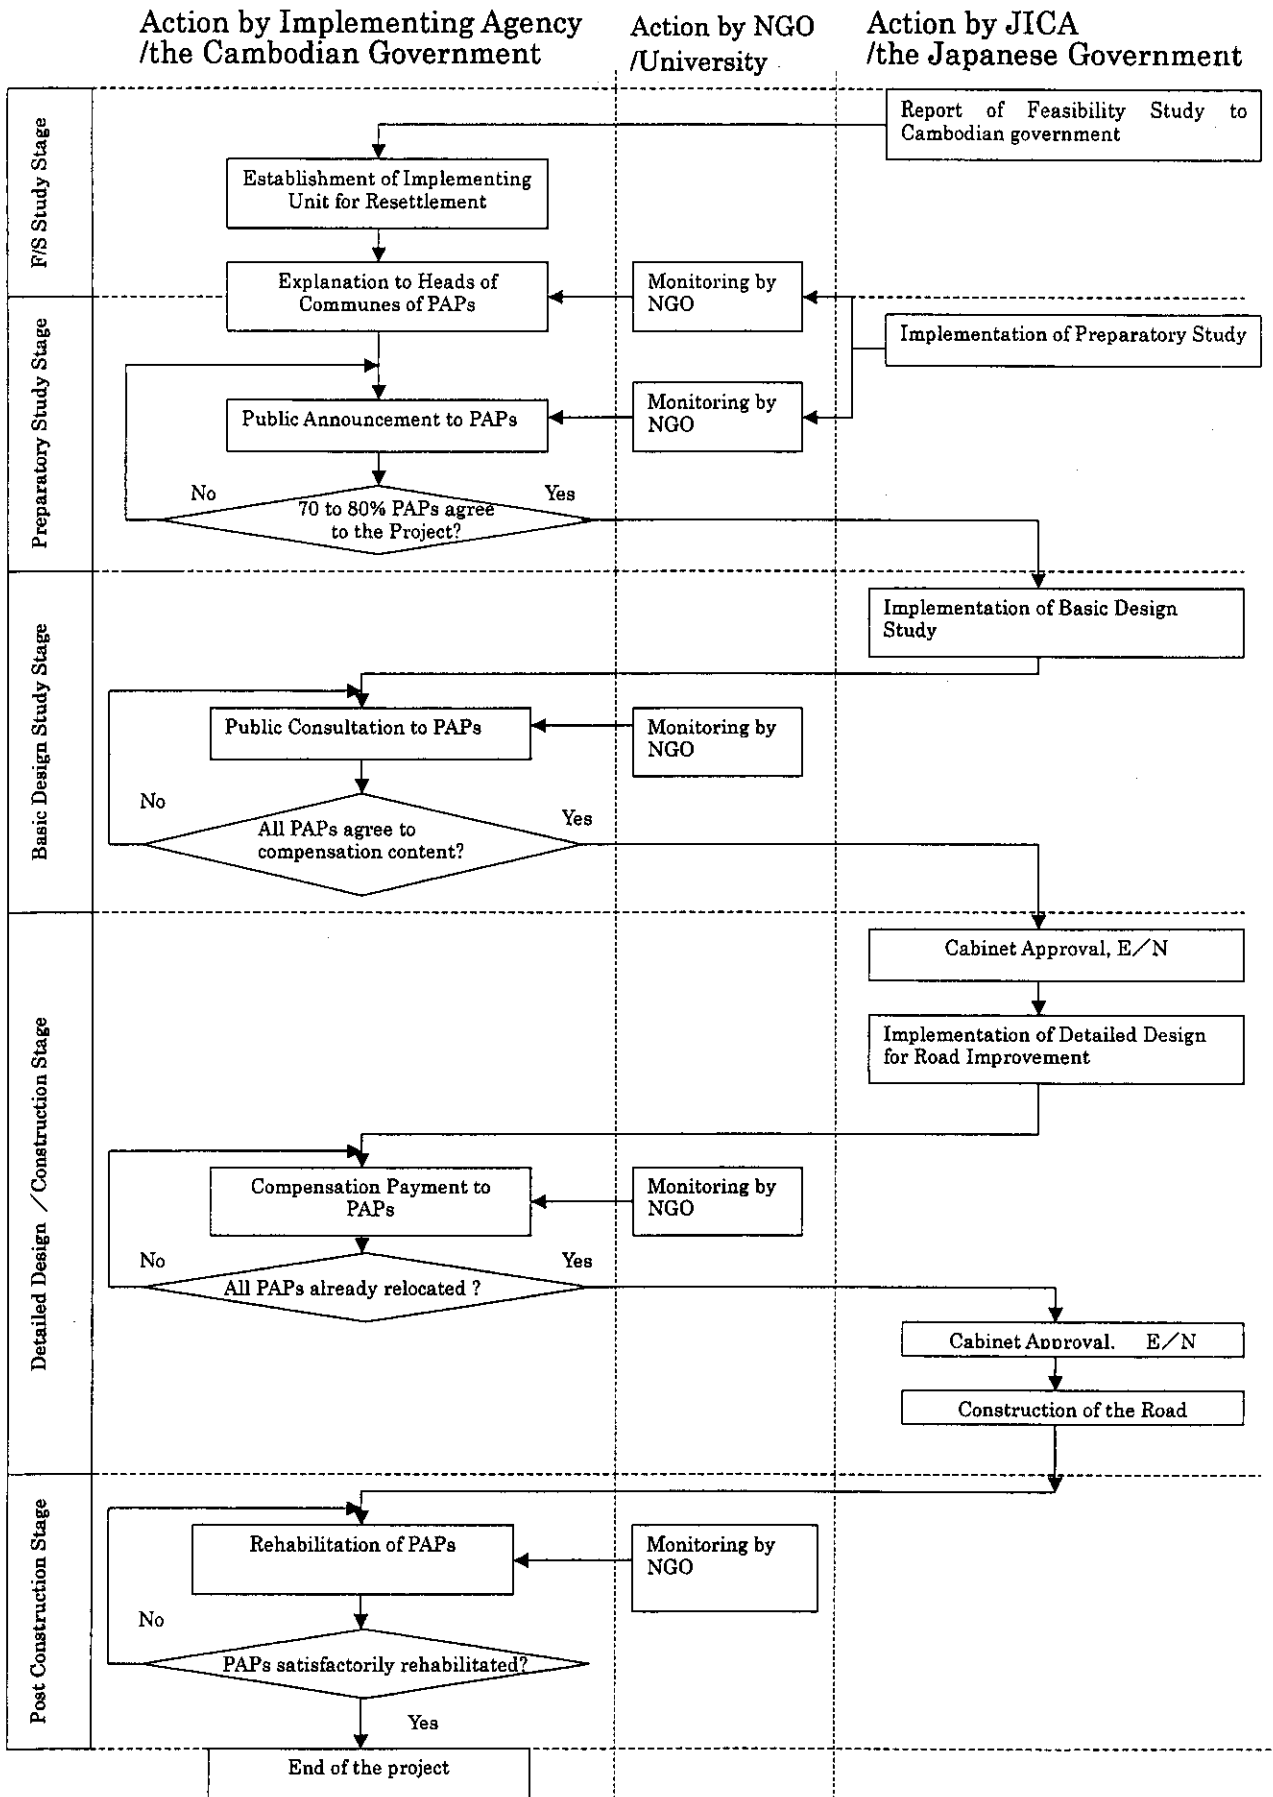 Action by Implementing Agency
/the Cambodian Government
Action by NGO
/University
Action by JICA
/the Japanese Government
F/S Study Stage
Report of Feasibility Study to
Cambodian government
Establishment of Implementing
Unit for Resettlement
Explanation to Heads of
Communes of PAPs
Monitoring by
NGO
Preparatory Study Stage
Implementation of Preparatory Study
Public Announcement to PAPs
Monitoring by
NGO
No
Yes
70 to 80% PAPs agree
to the Project?
Basic Design Study Stage
Implementation of Basic Design
Study
Public Consultation to PAPs
Monitoring by
NGO
No
Yes
All PAPs agree to
compensation content?
Detailed Design ／Construction Stage
Cabinet Approval, E／N
Implementation of Detailed Design
for Road Improvement
Compensation Payment to
PAPs
Monitoring by
NGO
No
Yes
All PAPs already relocated ?
Cabinet Approval. E／N
Construction of the Road
Post Construction Stage
Rehabilitation of PAPs
Monitoring by
NGO
No
PAPs satisfactorily rehabilitated?
Yes
End of the project